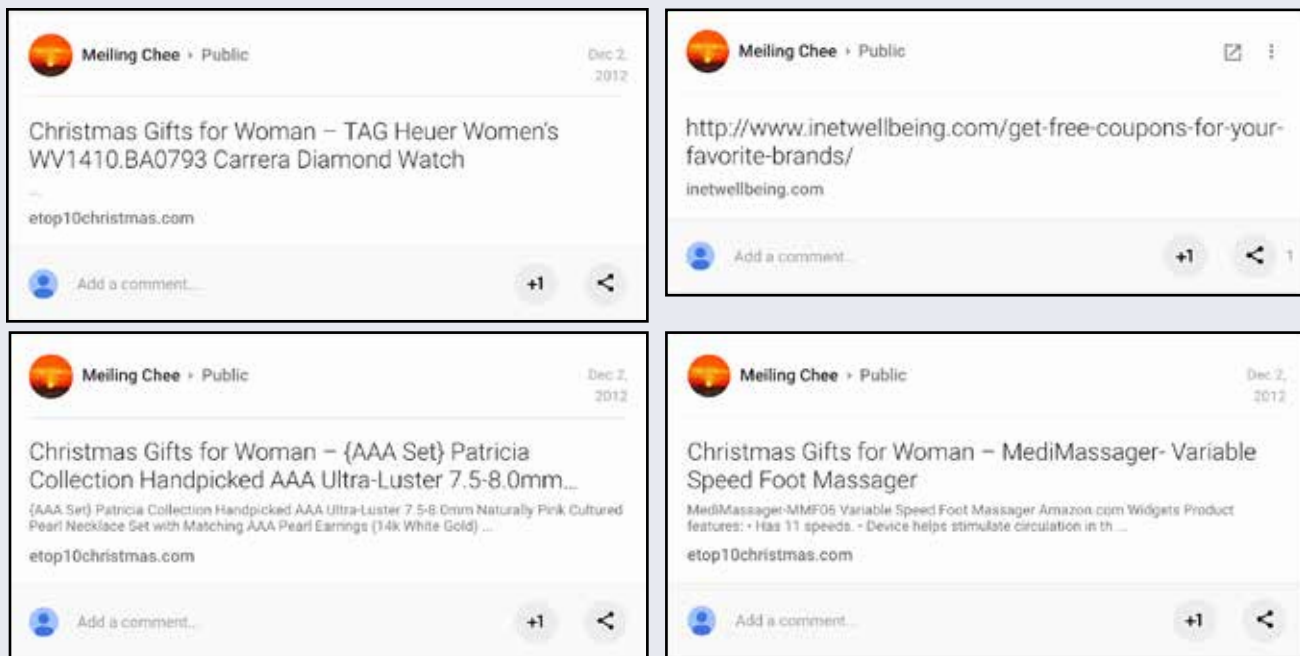 Meiling Chee › Public
Dec 2,
2012
Christmas Gifts for Woman – TAG Heuer Women's
WV1410.BA0793 Carrera Diamond Watch
...
etop10christmas.com
Add a comment...
+1
Meiling Chee › Public
http://www.inetwellbeing.com/get-free-coupons-for-your-
favorite-brands/
inetwellbeing.com
Add a comment...
+1
1
Meiling Chee › Public
Dec 2,
2012
Christmas Gifts for Woman – {AAA Set} Patricia
Collection Handpicked AAA Ultra-Luster 7.5-8.0mm...
{AAA Set} Patricia Collection Handpicked AAA Ultra-Luster 7.5-8.0mm Naturally Pink Cultured
Pearl Necklace Set with Matching AAA Pearl Earrings (14k White Gold) ...
etop10christmas.com
Add a comment...
+1
Meiling Chee › Public
Dec 2,
2012
Christmas Gifts for Woman – MediMassager- Variable
Speed Foot Massager
MediMassager-MMF06 Variable Speed Foot Massager Amazon.com Widgets Product
features: • Has 11 speeds. • Device helps stimulate circulation in th ...
etop10christmas.com
Add a comment...
+1